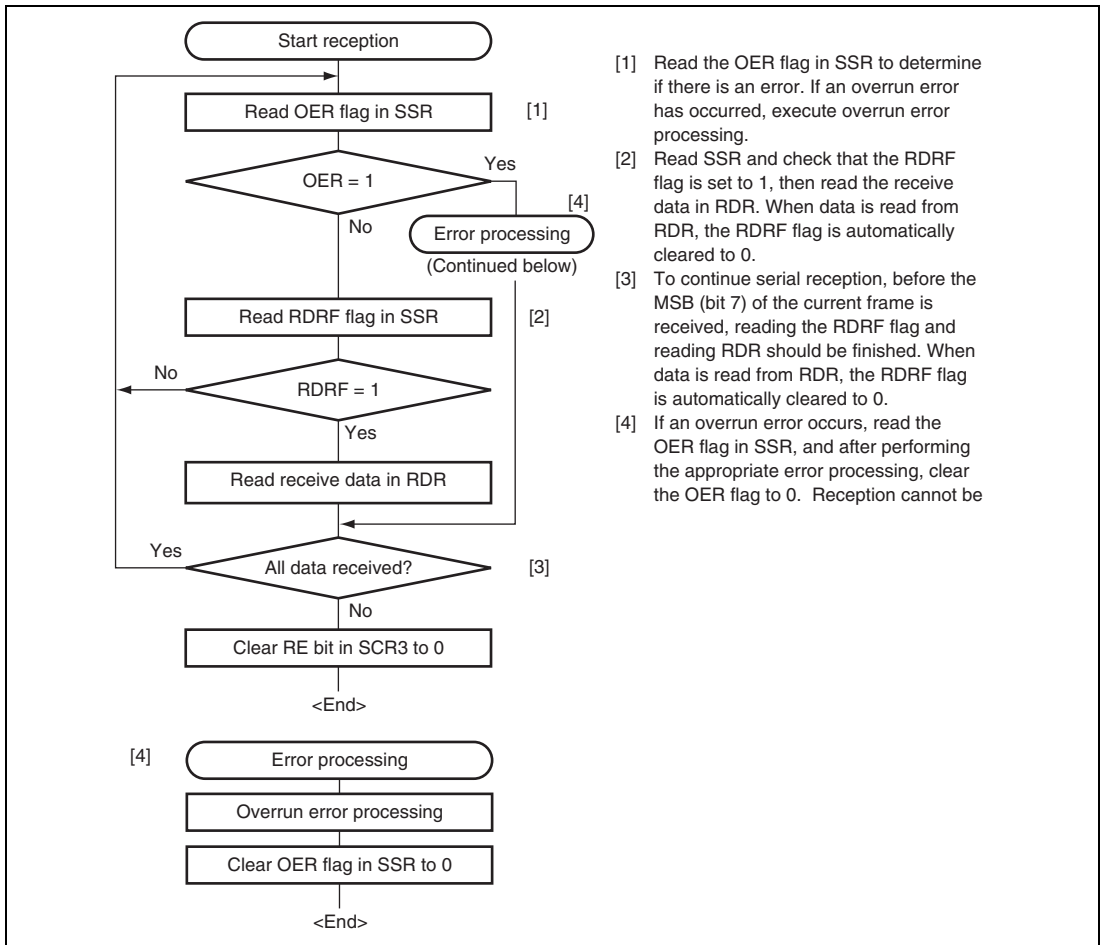 Start reception
Read OER flag in SSR
[1]
OER = 1
Yes
No
[4]
Error processing
(Continued below)
Read RDRF flag in SSR
[2]
No
RDRF = 1
Yes
Read receive data in RDR
Yes
All data received?
[3]
No
Clear RE bit in SCR3 to 0
<End>
[4]
Error processing
Overrun error processing
Clear OER flag in SSR to 0
<End>
[1] Read the OER flag in SSR to determine
if there is an error. If an overrun error
has occurred, execute overrun error
processing.
[2] Read SSR and check that the RDRF
flag is set to 1, then read the receive
data in RDR. When data is read from
RDR, the RDRF flag is automatically
cleared to 0.
[3] To continue serial reception, before the
MSB (bit 7) of the current frame is
received, reading the RDRF flag and
reading RDR should be finished. When
data is read from RDR, the RDRF flag
is automatically cleared to 0.
[4] If an overrun error occurs, read the
OER flag in SSR, and after performing
the appropriate error processing, clear
the OER flag to 0. Reception cannot be